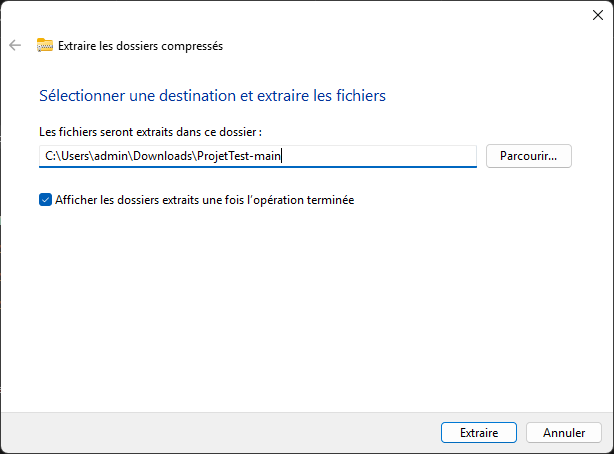 Extraire les dossiers compressés
Sélectionner une destination et extraire les fichiers
Les fichiers seront extraits dans ce dossier :
C:\Users\admin\Downloads\ProjetTest-main
Parcourir...
Afficher les dossiers extraits une fois l'opération terminée
Extraire
Annuler